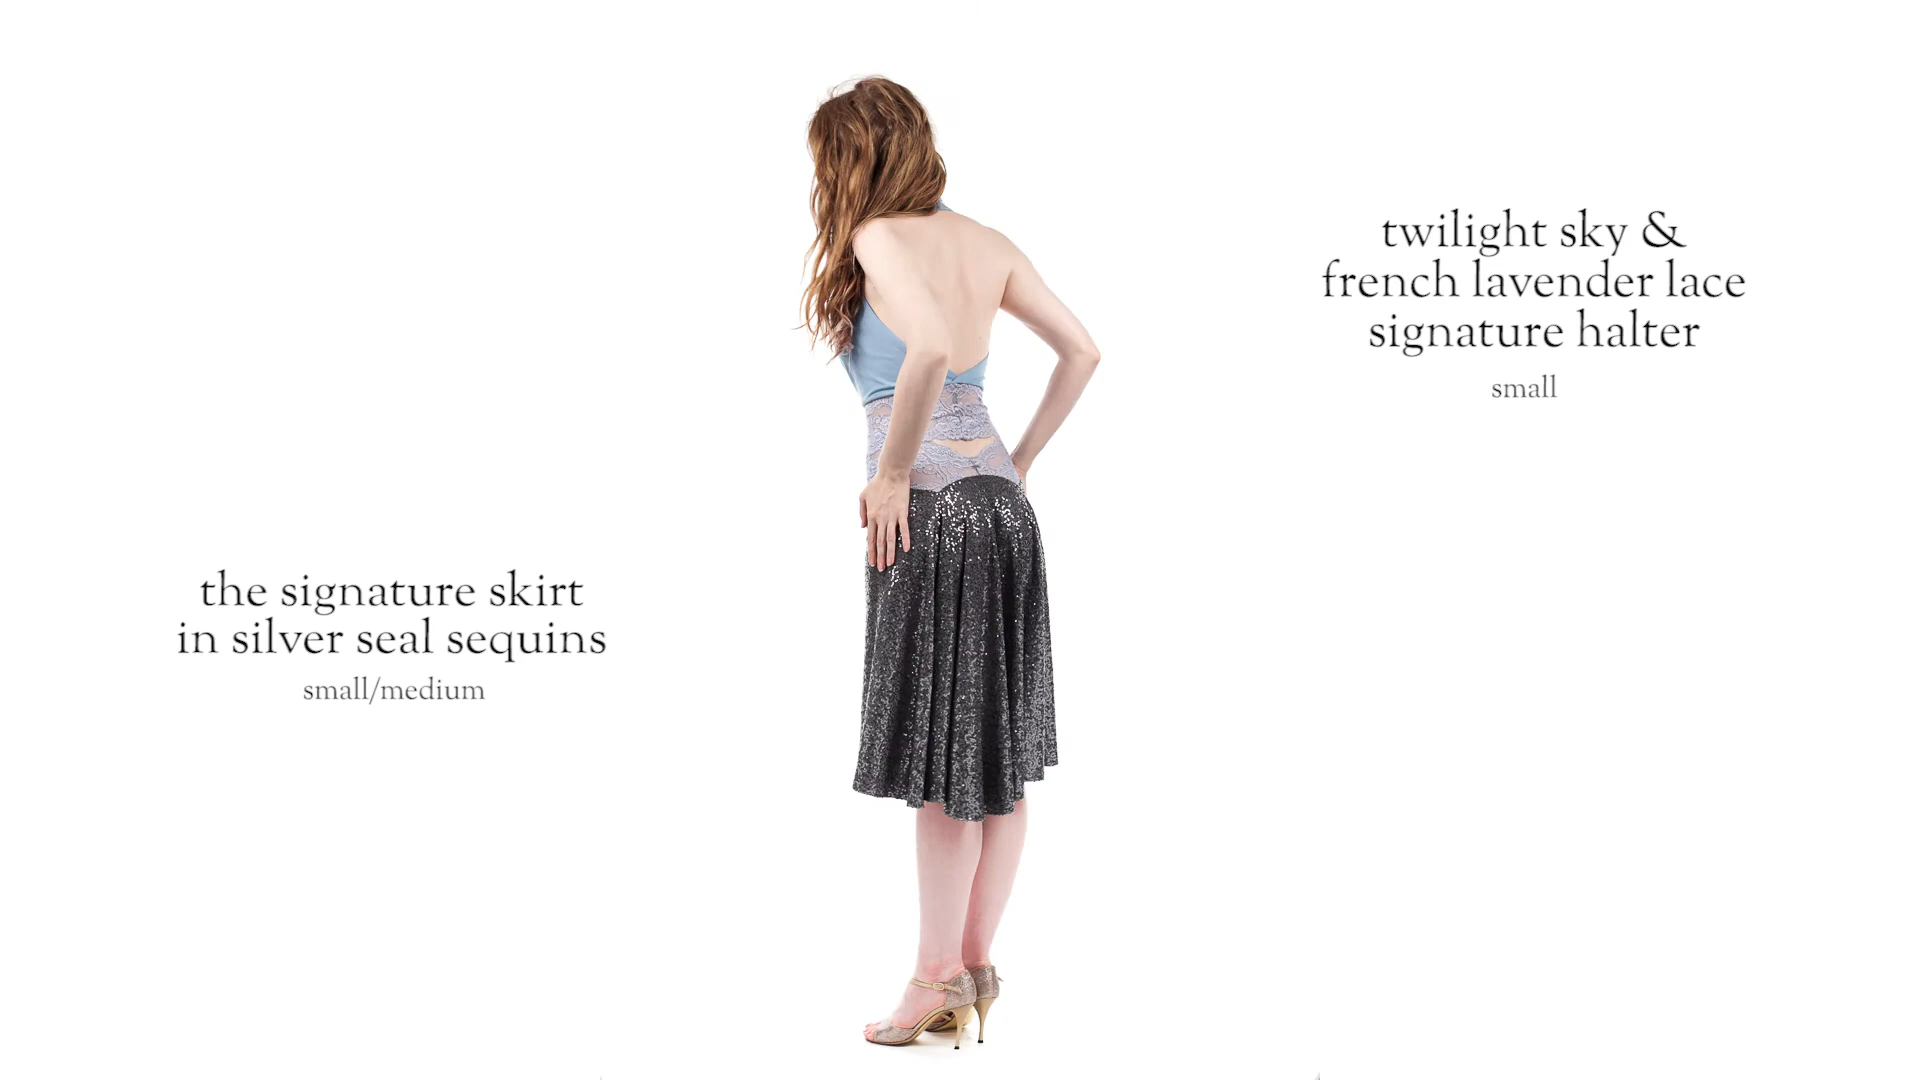 twilight sky &
french lavender lace
signature halter
small
the signature skirt
in silver seal sequins
small/medium